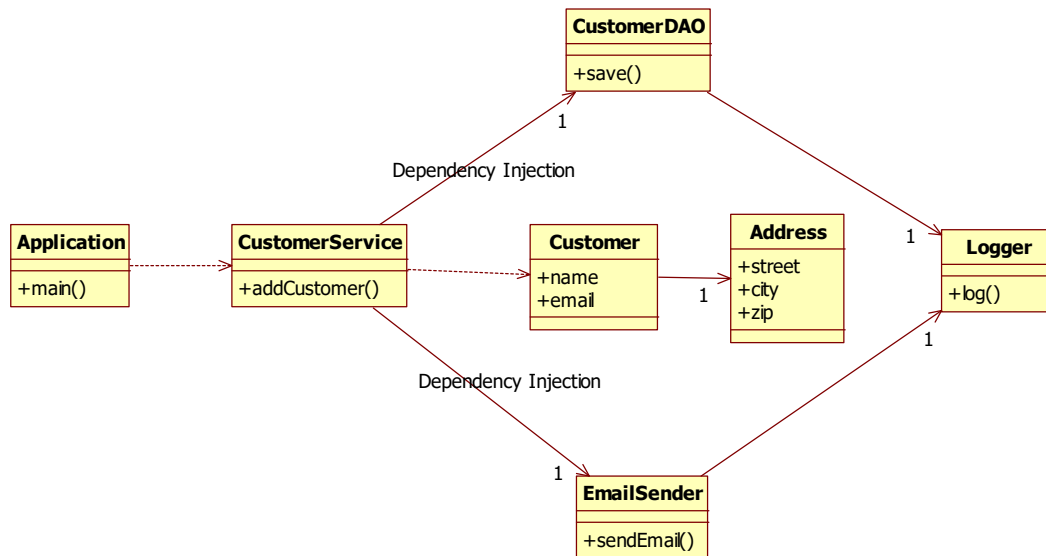 CustomerDAO
+save()
1
Dependency Injection
Application
+main()
CustomerService
+addCustomer()
Customer
+name
+email
1
Address
+street
+city
+zip
1
Logger
+log()
1
Dependency Injection
1
EmailSender
+sendEmail()